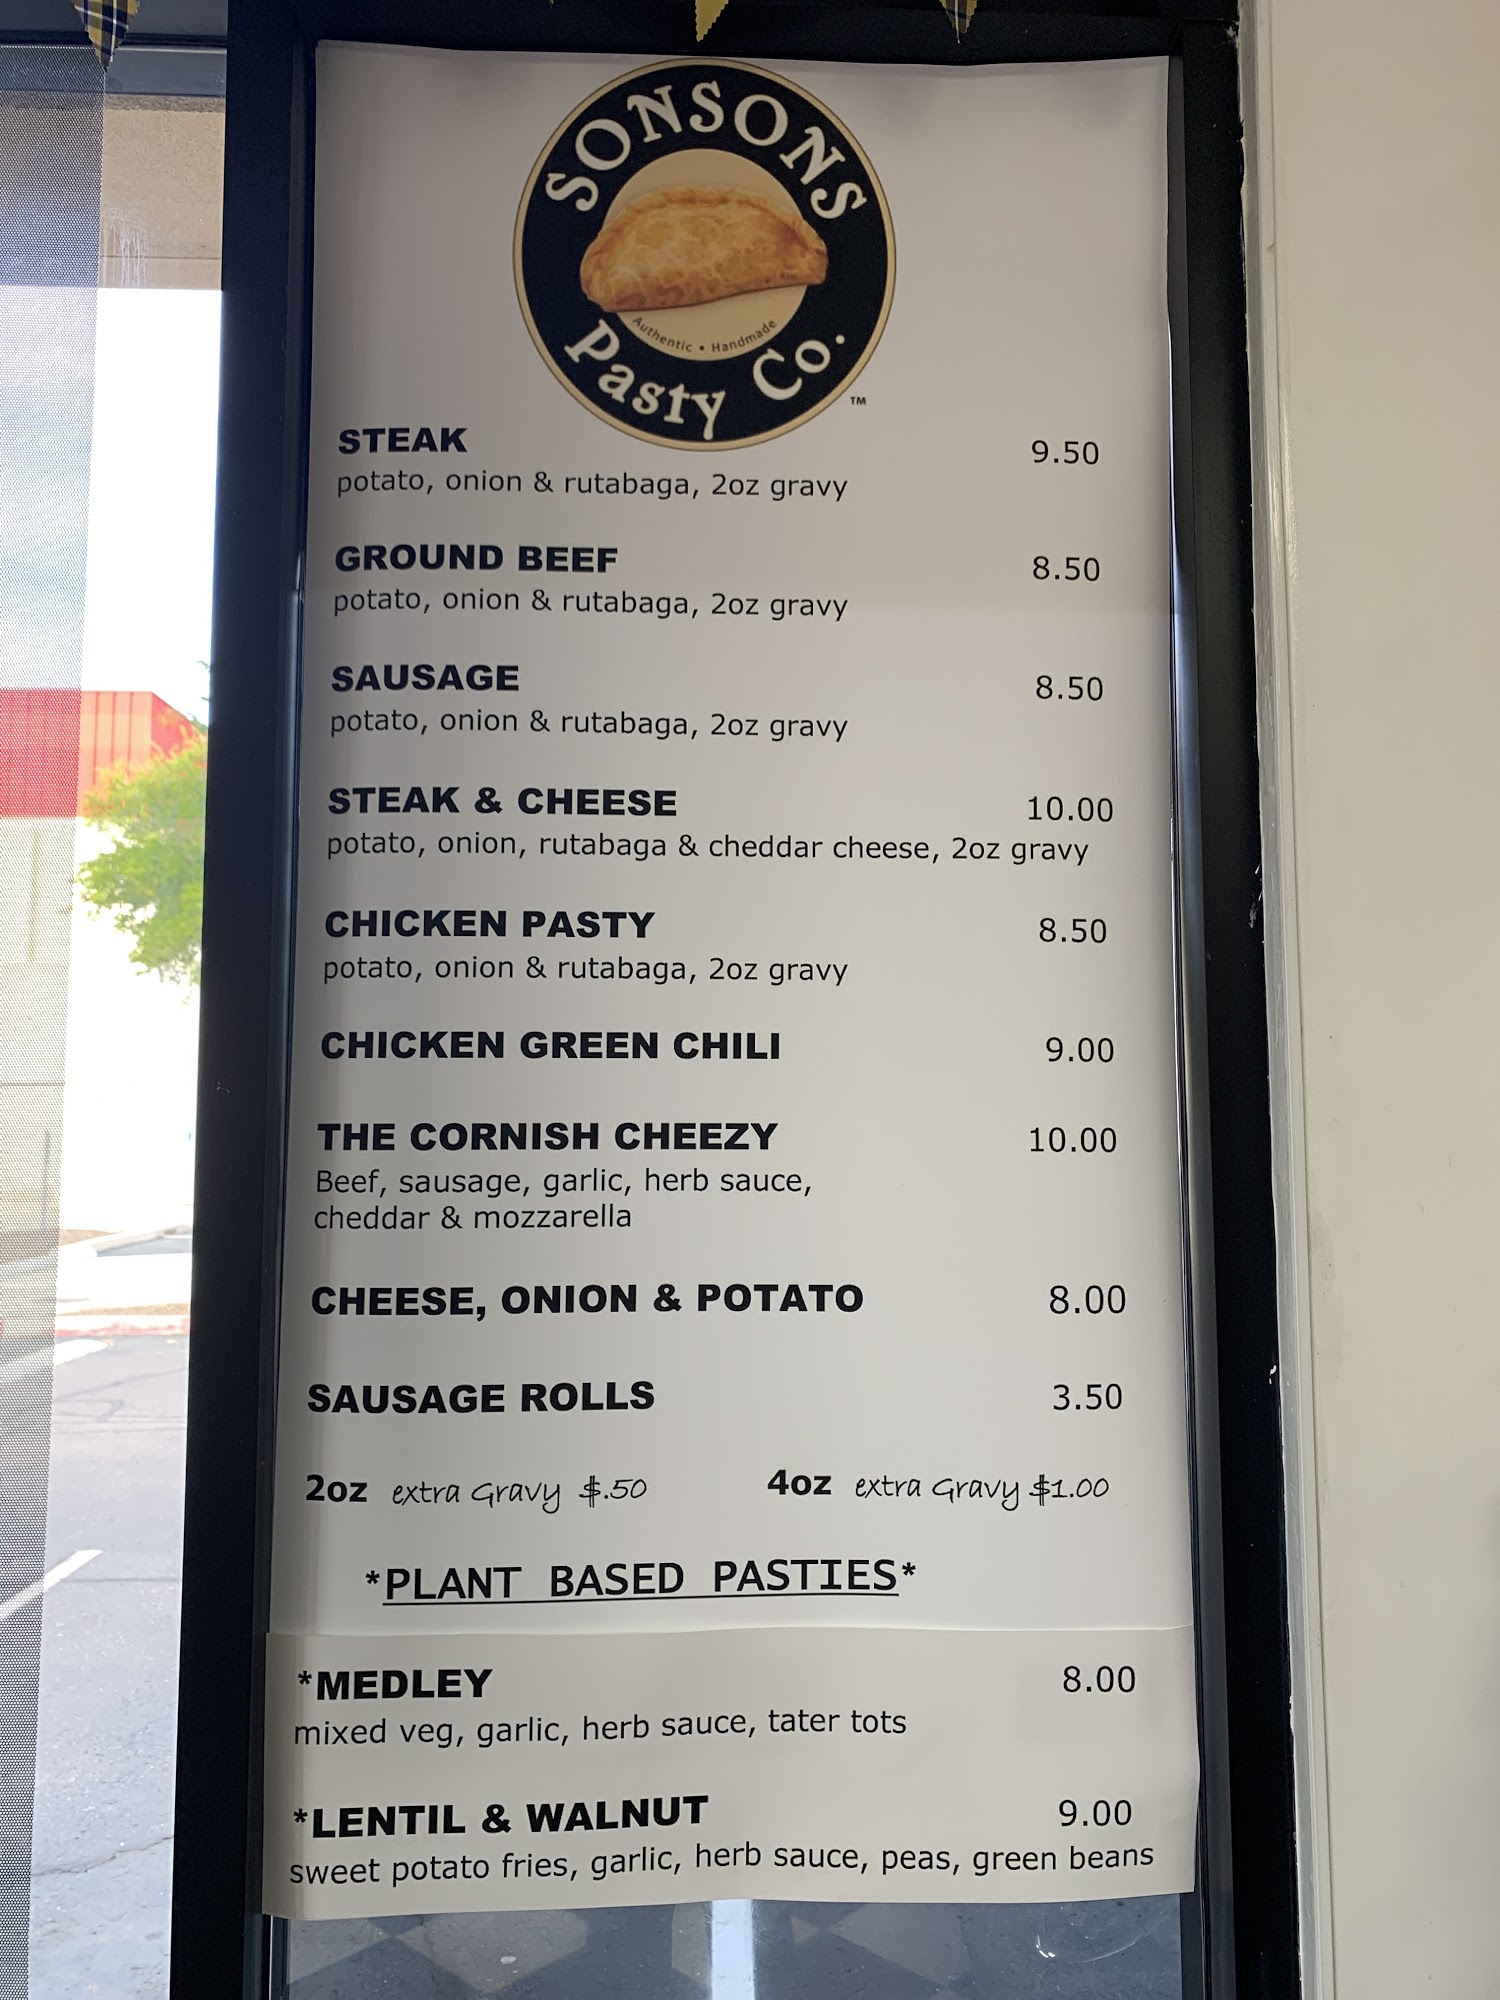 SONSONS
Authentic • Handmade
Pasty Co.
TM
STEAK 9.50
potato, onion & rutabaga, 2oz gravy
GROUND BEEF 8.50
potato, onion & rutabaga, 2oz gravy
SAUSAGE 8.50
potato, onion & rutabaga, 2oz gravy
STEAK & CHEESE 10.00
potato, onion, rutabaga & cheddar cheese, 2oz gravy
CHICKEN PASTY 8.50
potato, onion & rutabaga, 2oz gravy
CHICKEN GREEN CHILI 9.00
THE CORNISH CHEEZY 10.00
Beef, sausage, garlic, herb sauce,
cheddar & mozzarella
CHEESE, ONION & POTATO 8.00
SAUSAGE ROLLS 3.50
2oz extra Gravy $.50 4oz extra Gravy $1.00
*PLANT BASED PASTIES*
*MEDLEY 8.00
mixed veg, garlic, herb sauce, tater tots
*LENTIL & WALNUT 9.00
sweet potato fries, garlic, herb sauce, peas, green beans